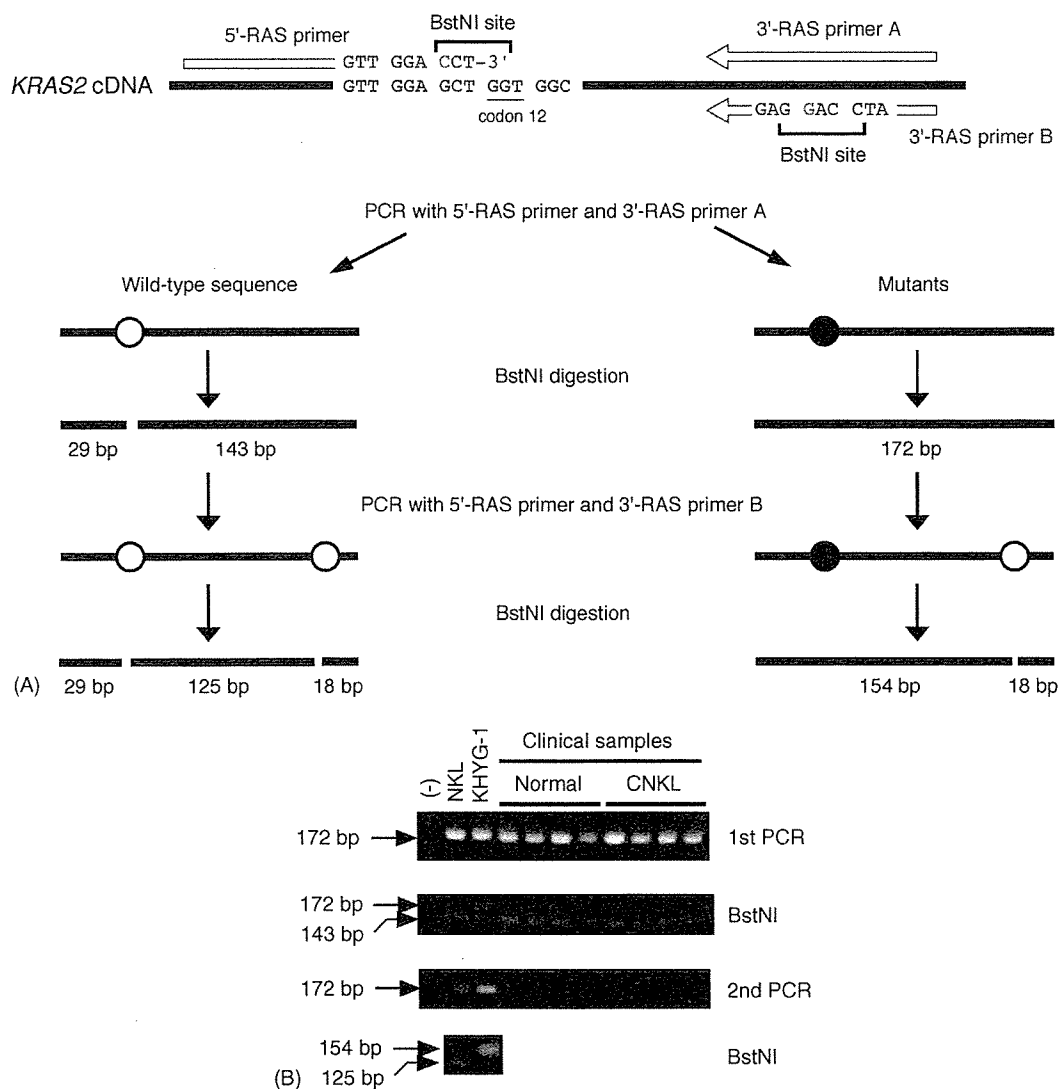 BstNI site
5'-RAS primer
3'-RAS primer A
GTT GGA CCT-3'
KRAS2 cDNA
GTT GGA GCT GGT GGC
codon 12
GAG GAC CTA
3'-RAS primer B
BstNI site
PCR with 5'-RAS primer and 3'-RAS primer A
Wild-type sequence
Mutants
BstNI digestion
29 bp 143 bp
172 bp
PCR with 5'-RAS primer and 3'-RAS primer B
BstNI digestion
(A) 29 bp 125 bp 18 bp
154 bp 18 bp
(-)
NKL
KHYG-1
Clinical samples
Normal CNKL
172 bp 1st PCR
172 bp
143 bp
BstNI
172 bp 2nd PCR
154 bp
125 bp
BstNI
(B)